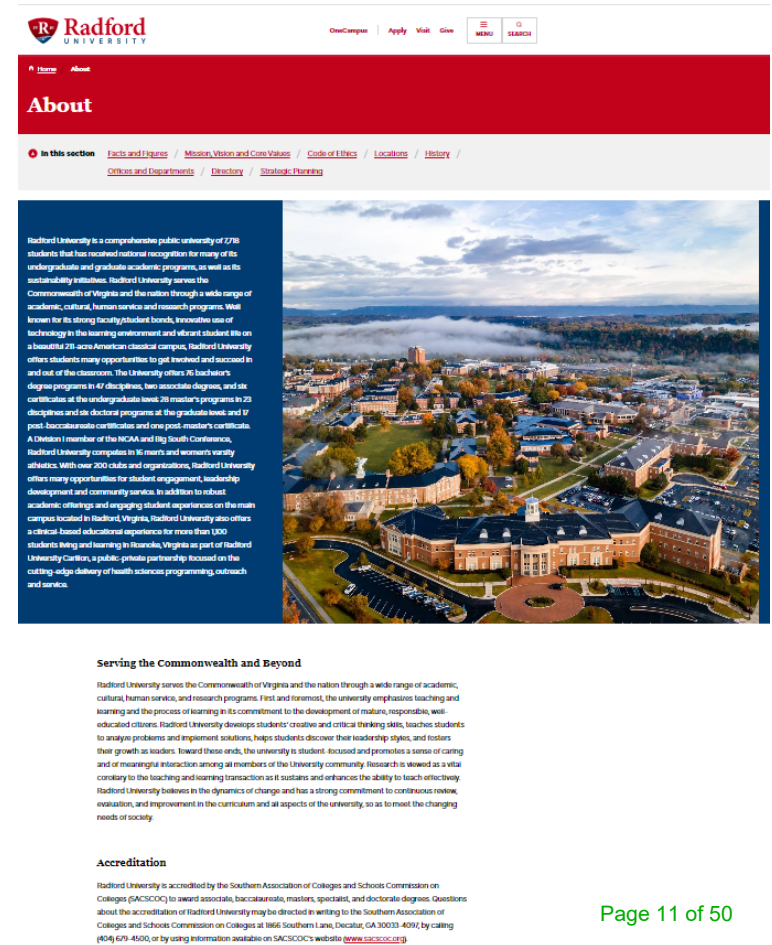 Radford
UNIVERSITY
OneCampus
Apply
Visit
Give
MENU
SEARCH
Home
About
About
In this section
Facts and Figures / Mission, Vision and Core Values / Code of Ethics / Locations / History /
Offices and Departments / Directory / Strategic Planning
Radford University is a comprehensive public university of 7,718
students that has received national recognition for many of its
undergraduate and graduate academic programs, as well as its
sustainability initiatives. Radford University serves the
Commonwealth of Virginia and the nation through a wide range of
academic, cultural, human service and research programs. Well
known for its strong faculty/student bonds, innovative use of
technology in the learning environment and vibrant student life on
a beautiful 211-acre American classical campus, Radford University
offers students many opportunities to get involved and succeed in
and out of the classroom. The University offers 76 bachelor's
degree programs in 47 disciplines, two associate degrees, and six
certificates at the undergraduate level; 28 master's programs in 23
disciplines and six doctoral programs at the graduate level; and 17
post-baccalaureate certificates and one post-master's certificate.
A Division I member of the NCAA and Big South Conference,
Radford University competes in 16 men's and women's varsity
athletics. With over 200 clubs and organizations, Radford University
offers many opportunities for student engagement, leadership
development and community service. In addition to robust
academic offerings and engaging student experiences on the main
campus located in Radford, Virginia, Radford University also offers
a clinical-based educational experience for more than 1,100
students living and learning in Roanoke, Virginia as part of Radford
University Carilion, a public-private partnership focused on the
cutting-edge delivery of health sciences programming, outreach
and service.
Serving the Commonwealth and Beyond
Radford University serves the Commonwealth of Virginia and the nation through a wide range of academic,
cultural, human service, and research programs. First and foremost, the university emphasizes teaching and
learning and the process of learning in its commitment to the development of mature, responsible, well-
educated citizens. Radford University develops students' creative and critical thinking skills, teaches students
to analyze problems and implement solutions, helps students discover their leadership styles, and fosters
their growth as leaders. Toward these ends, the university is student-focused and promotes a sense of caring
and of meaningful interaction among all members of the University community. Research is viewed as a vital
corollary to the teaching and learning transaction as it sustains and enhances the ability to teach effectively.
Radford University believes in the dynamics of change and has a strong commitment to continuous review,
evaluation, and improvement in the curriculum and all aspects of the university, so as to meet the changing
needs of society.
Accreditation
Radford University is accredited by the Southern Association of Colleges and Schools Commission on
Colleges (SACSCOC) to award associate, baccalaureate, masters, specialist, and doctorate degrees. Questions
about the accreditation of Radford University may be directed in writing to the Southern Association of
Colleges and Schools Commission on Colleges at 1866 Southern Lane, Decatur, GA 30033-4097, by calling
(404) 679-4500, or by using information available on SACSCOC's website (www.sacscoc.org).
Page 11 of 50